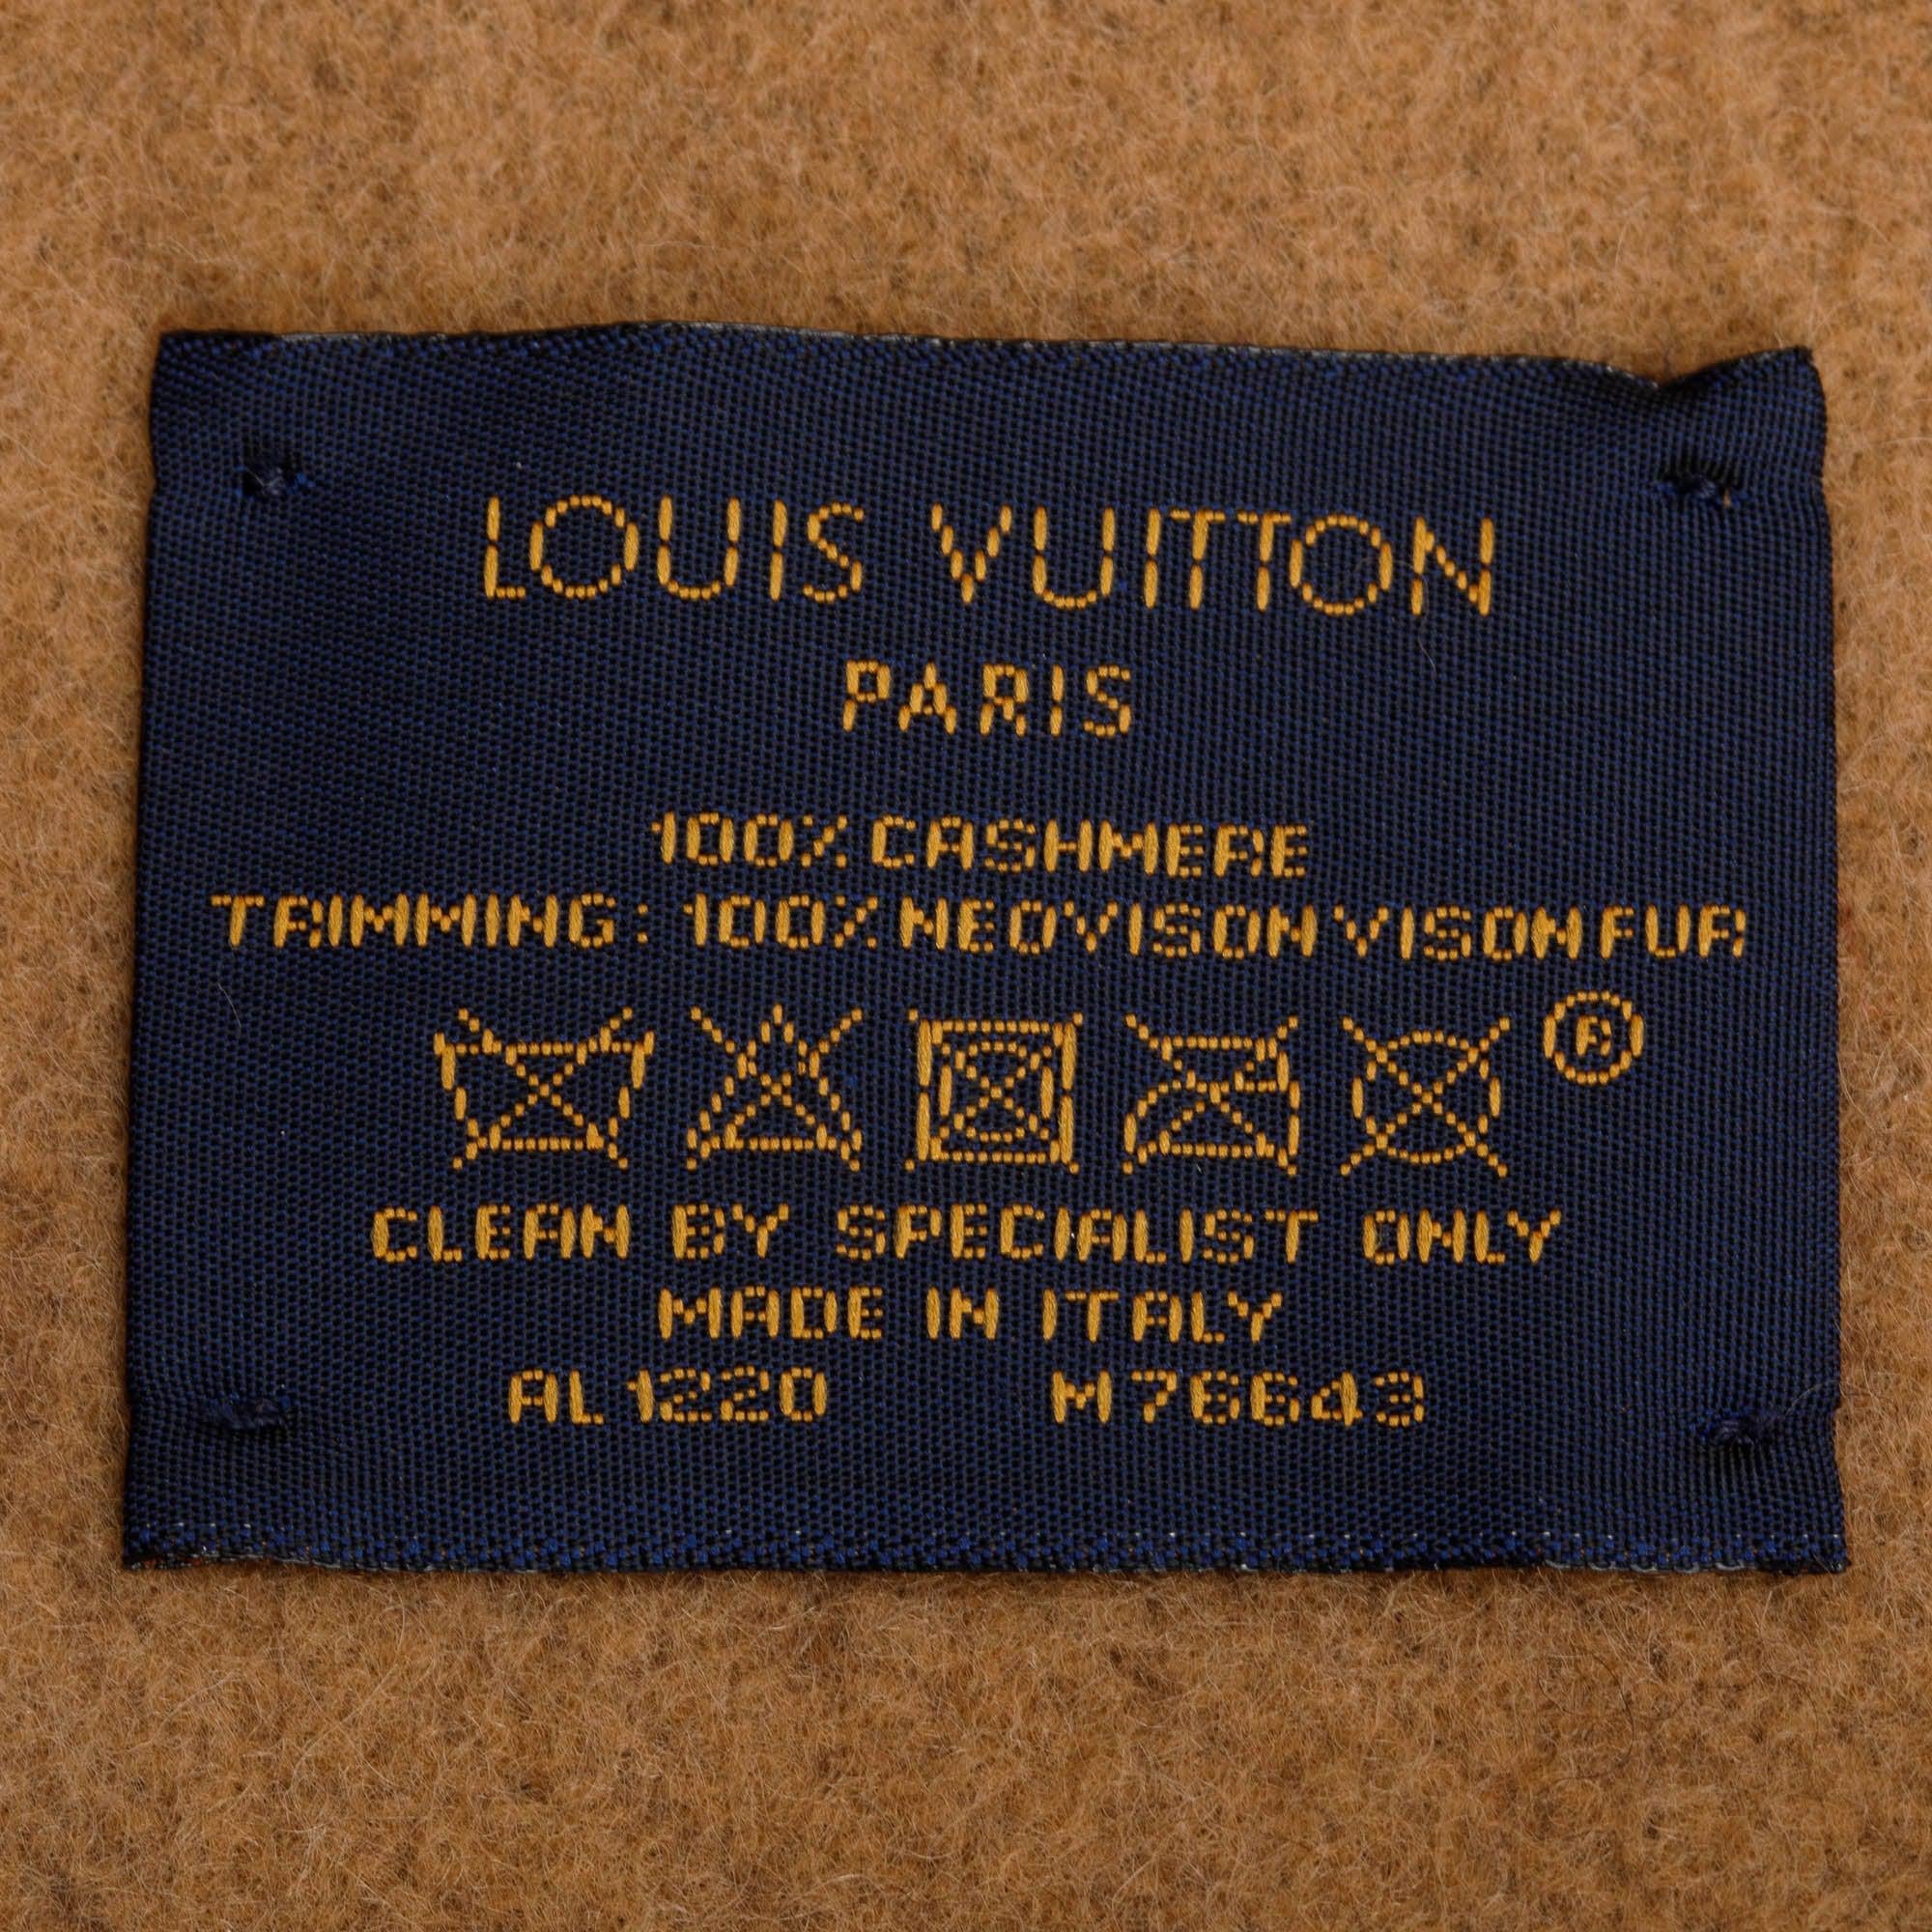 LOUIS VUITTON
PARIS
100% CASHMERE
TRIMMING: 100% NEOVISON VISON FUR
®
CLEAN BY SPECIALIST ONLY
MADE IN ITALY
AL1220 M76643